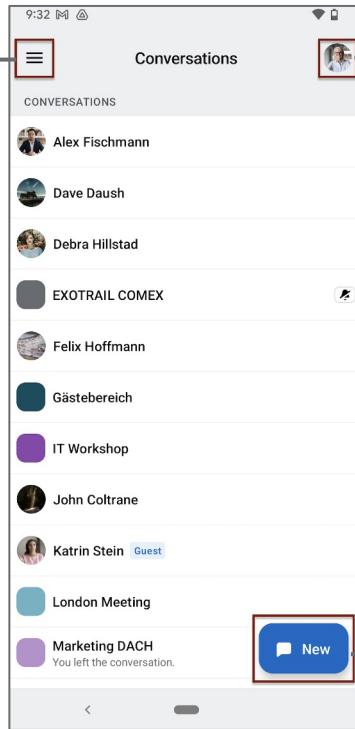 9:32
Conversations
CONVERSATIONS
Alex Fischmann
Dave Daush
Debra Hillstad
EXOTRAIL COMEX
Felix Hoffmann
Gästebereich
IT Workshop
John Coltrane
Katrin Stein Guest
London Meeting
Marketing DACH
You left the conversation.
New